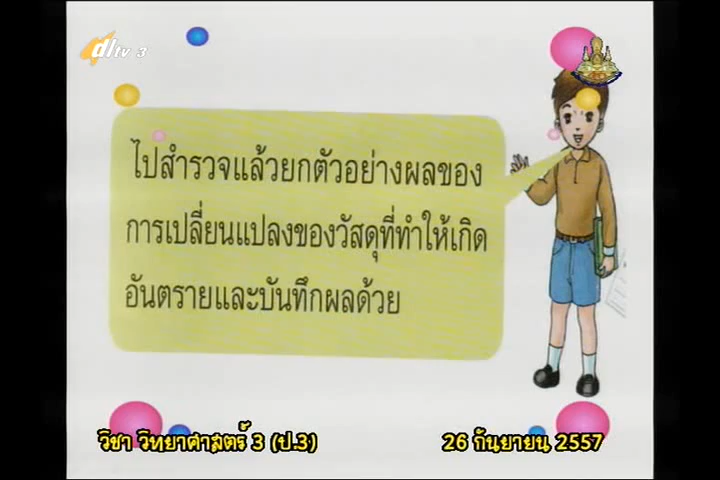 dltv 3
ไปสำรวจแล้วยกตัวอย่างผลของ
การเปลี่ยนแปลงของวัสดุที่ทำให้เกิด
อันตรายและบันทึกผลด้วย
วิชา วิทยาศาสตร์ 3 (ป.3)
26 กันยายน 2557